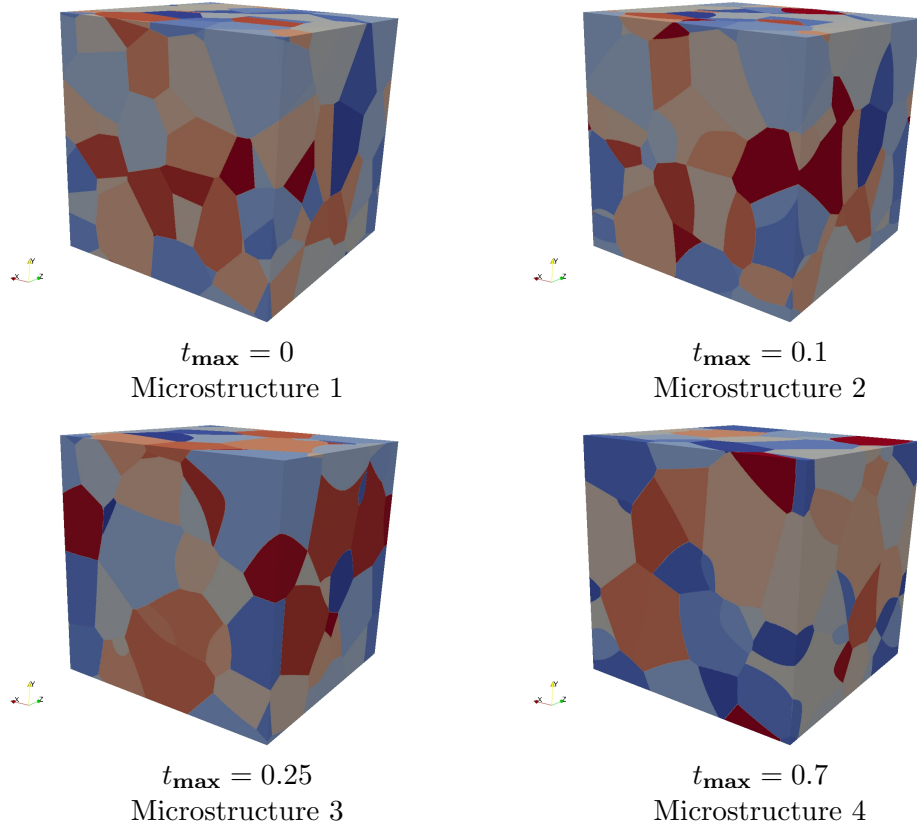 Y
X Z
Y
X Z
t_max = 0
Microstructure 1
t_max = 0.1
Microstructure 2
Y
X Z
Y
X Z
t_max = 0.25
Microstructure 3
t_max = 0.7
Microstructure 4